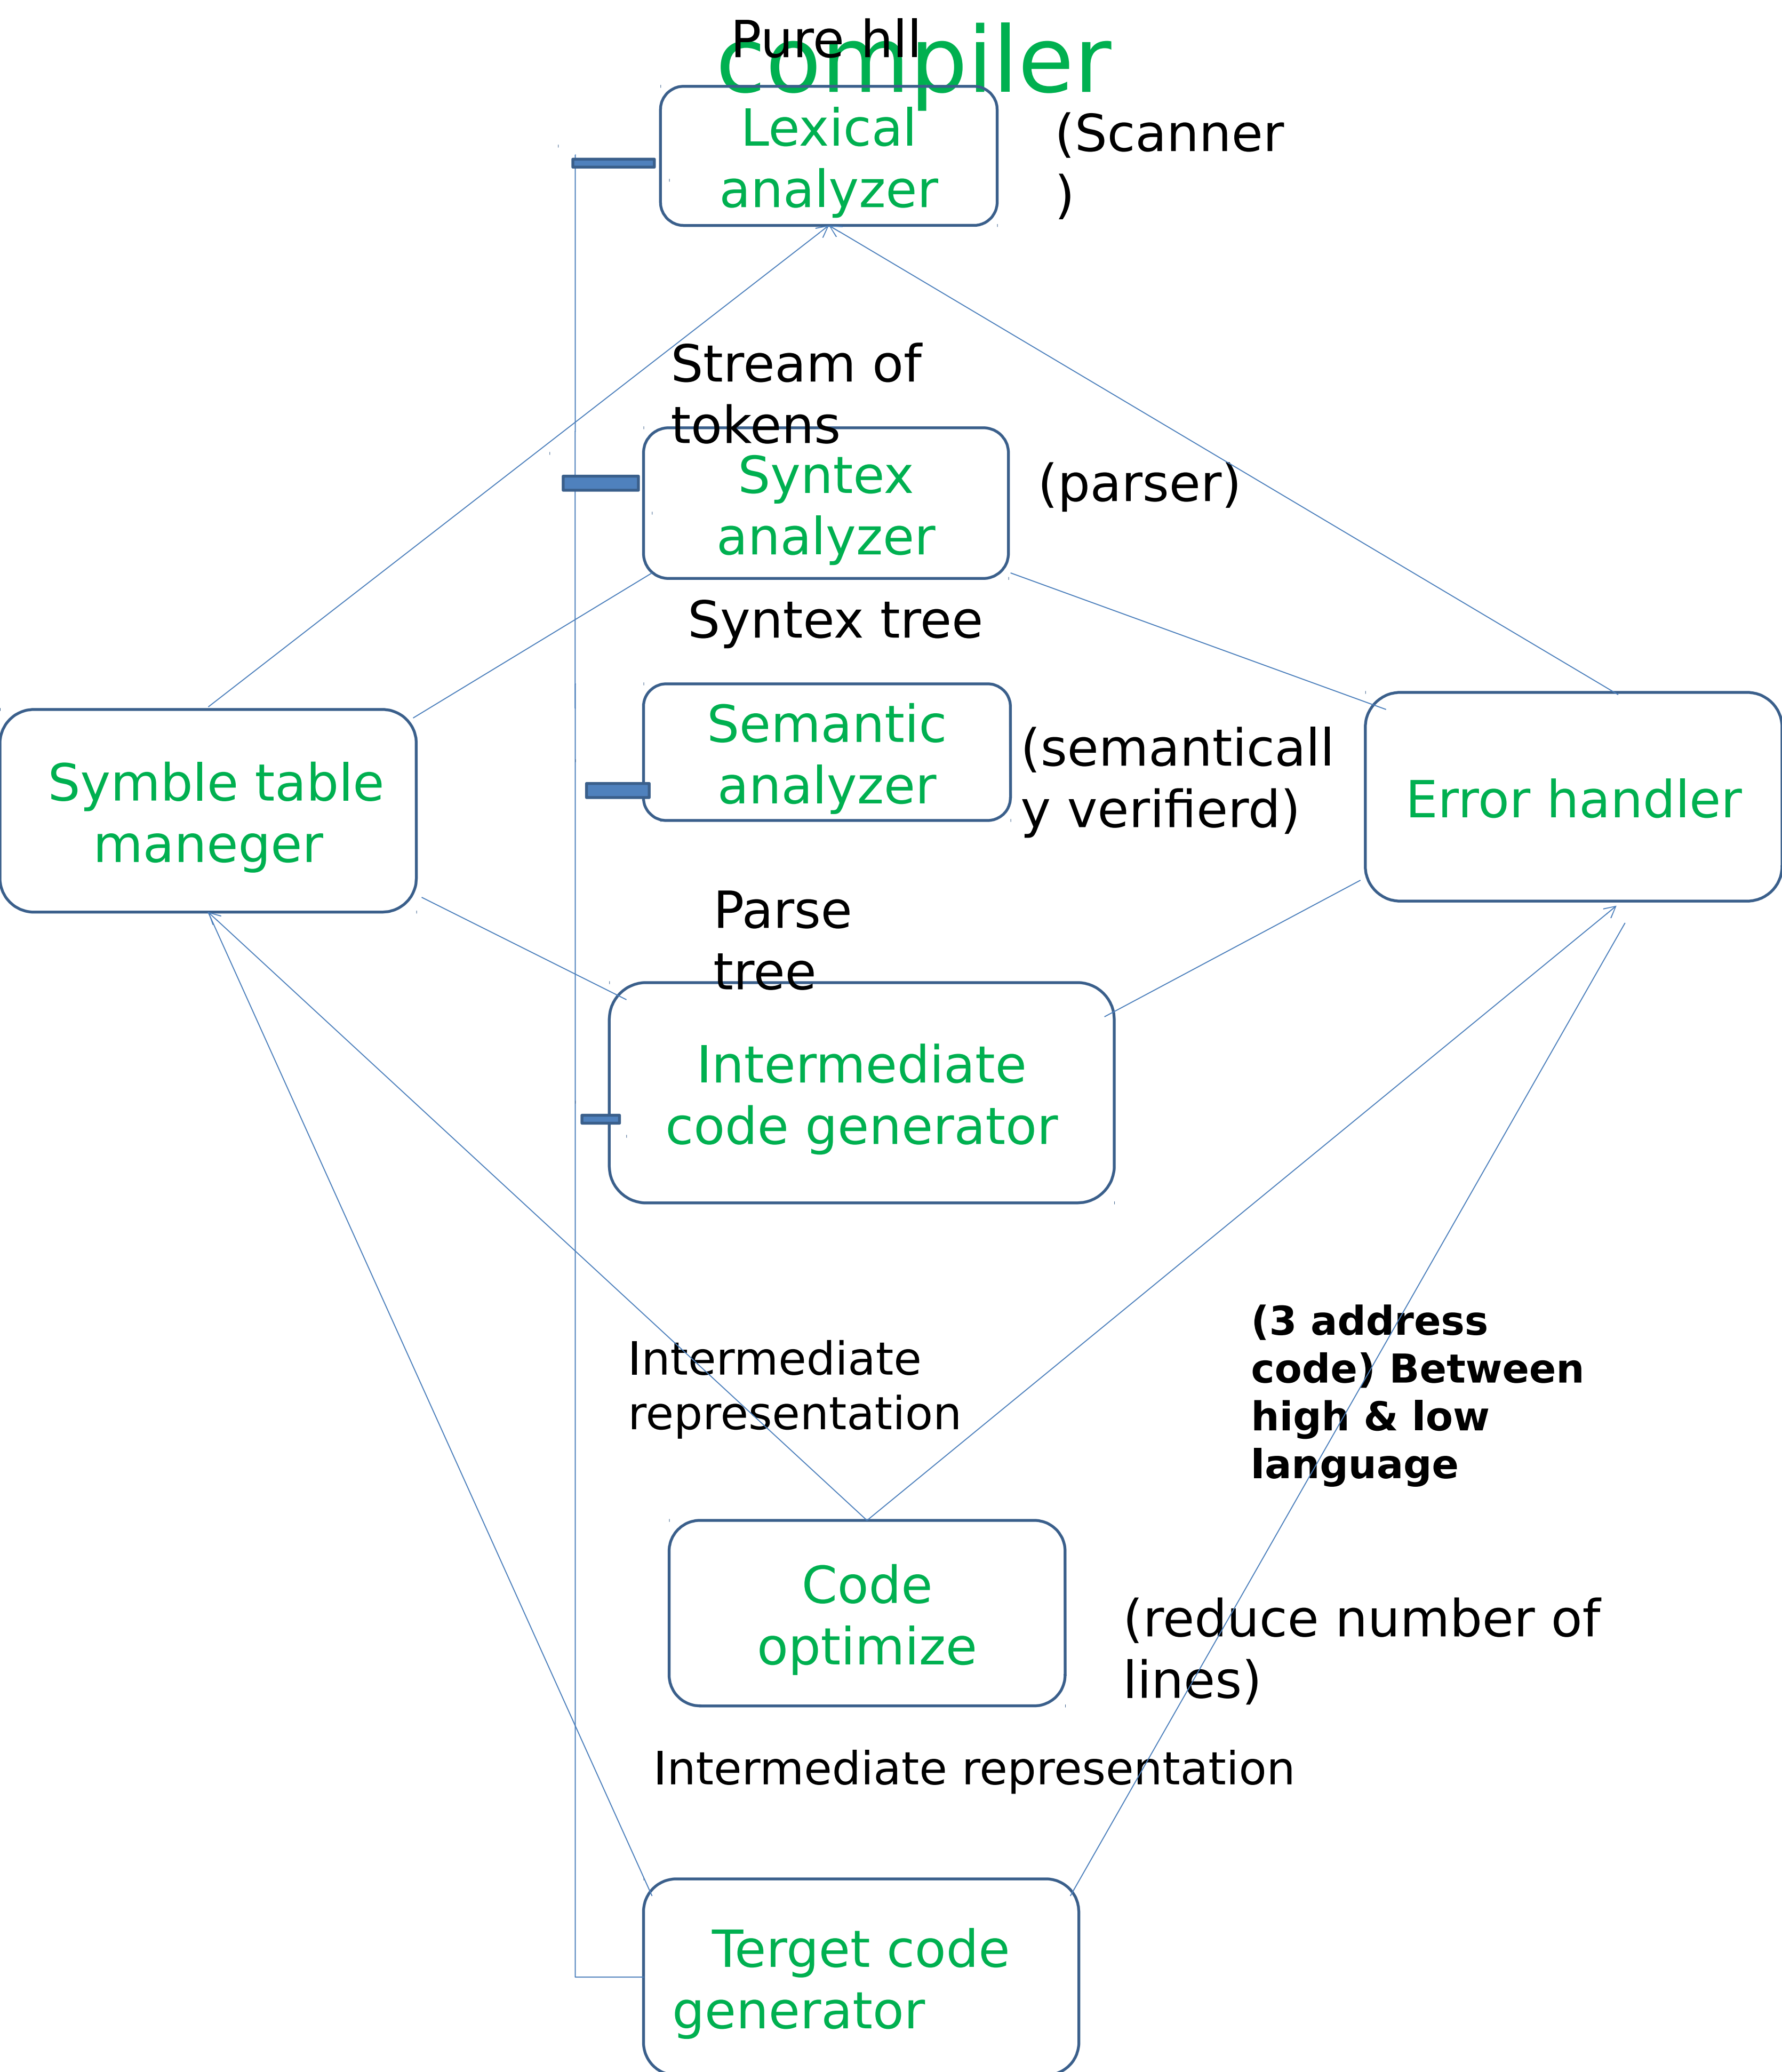 Pure hll
compiler
Lexical
analyzer
(Scanner
)
Stream of
tokens
Syntex
analyzer
(parser)
Syntex tree
Semantic
analyzer
(semanticall
y verifierd)
Symble table
maneger
Error handler
Parse
tree
Intermediate
code generator
Intermediate
representation
(3 address
code) Between
high & low
language
Code
optimize
(reduce number of
lines)
Intermediate representation
Terget code
generator